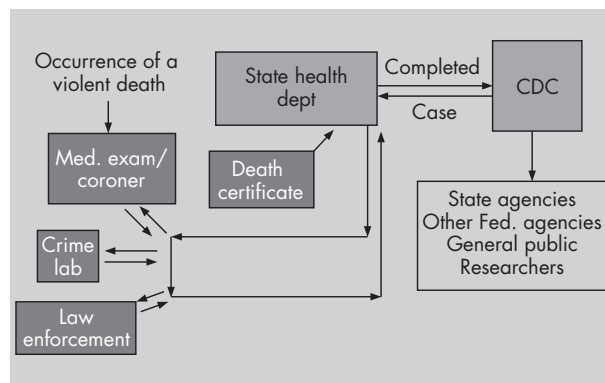 Occurrence of a
violent death
Med. exam/
coroner
Crime
lab
Law
enforcement
State health
dept
Death
certificate
Completed
Case
CDC
State agencies
Other Fed. agencies
General public
Researchers